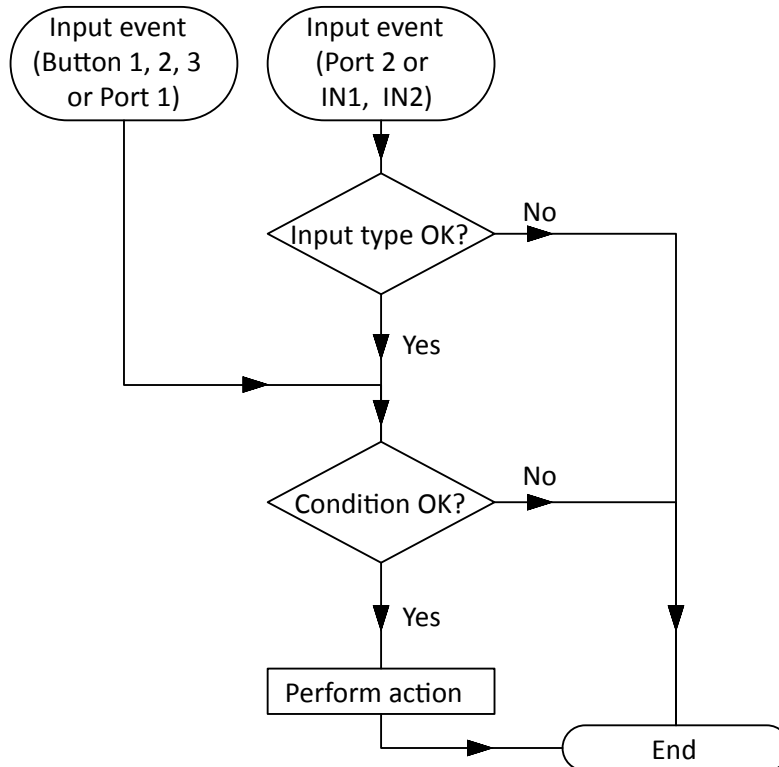 Input event
(Button 1, 2, 3
or Port 1)
Input event
(Port 2 or
IN1, IN2)
Input type OK?
No
Yes
Condition OK?
No
Yes
Perform action
End